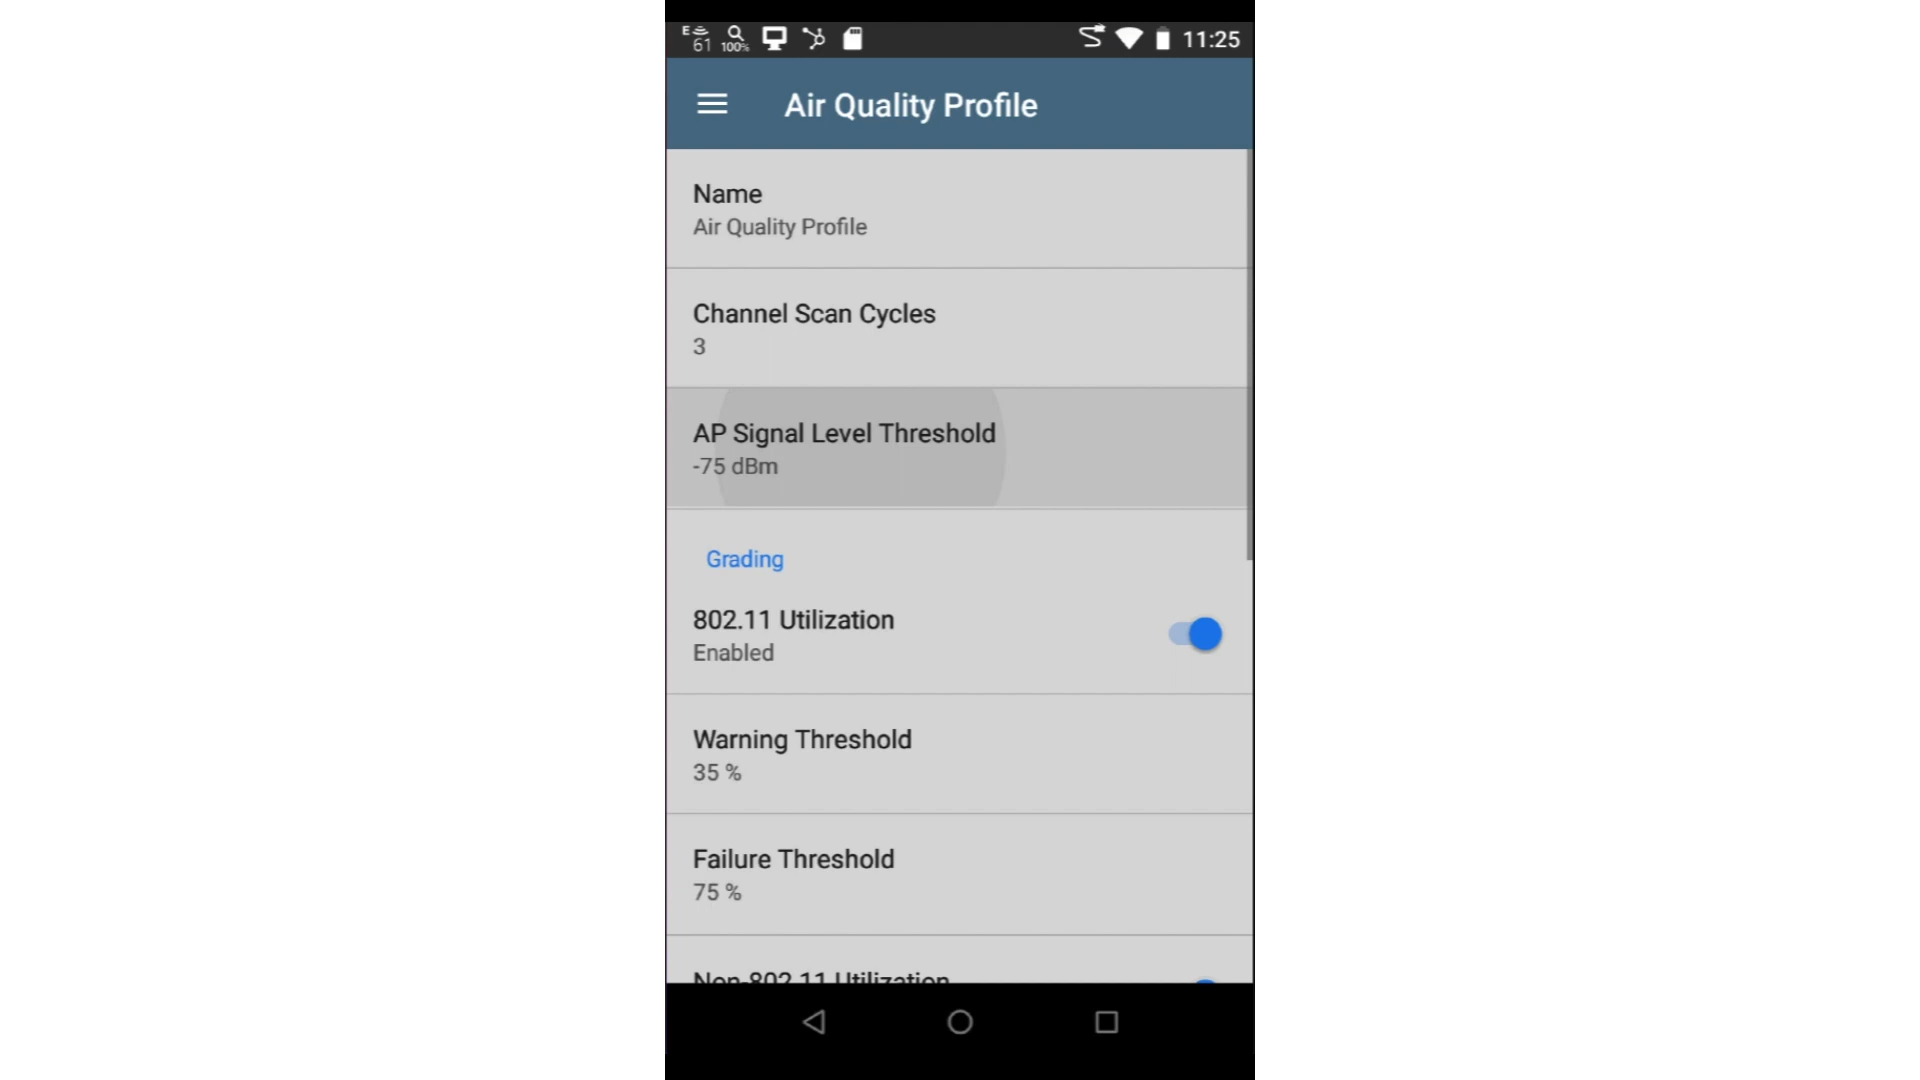 E
61
100%
11:25
Air Quality Profile
Name
Air Quality Profile
Channel Scan Cycles
3
AP Signal Level Threshold
-75 dBm
Grading
802.11 Utilization
Enabled
Warning Threshold
35 %
Failure Threshold
75 %
Non-802.11 Utilization